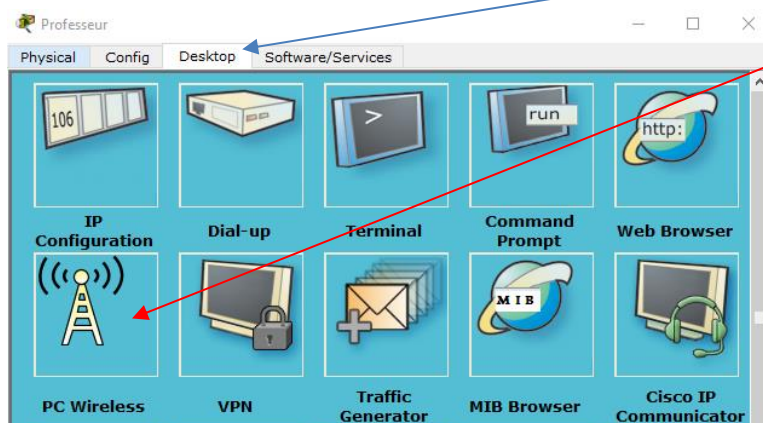 Professeur
Physical Config Desktop Software/Services
106
>
run
http:
IP
Configuration
Dial-up
Terminal
Command
Prompt
Web Browser
MIB
PC Wireless
VPN
Traffic
Generator
MIB Browser
Cisco IP
Communicator